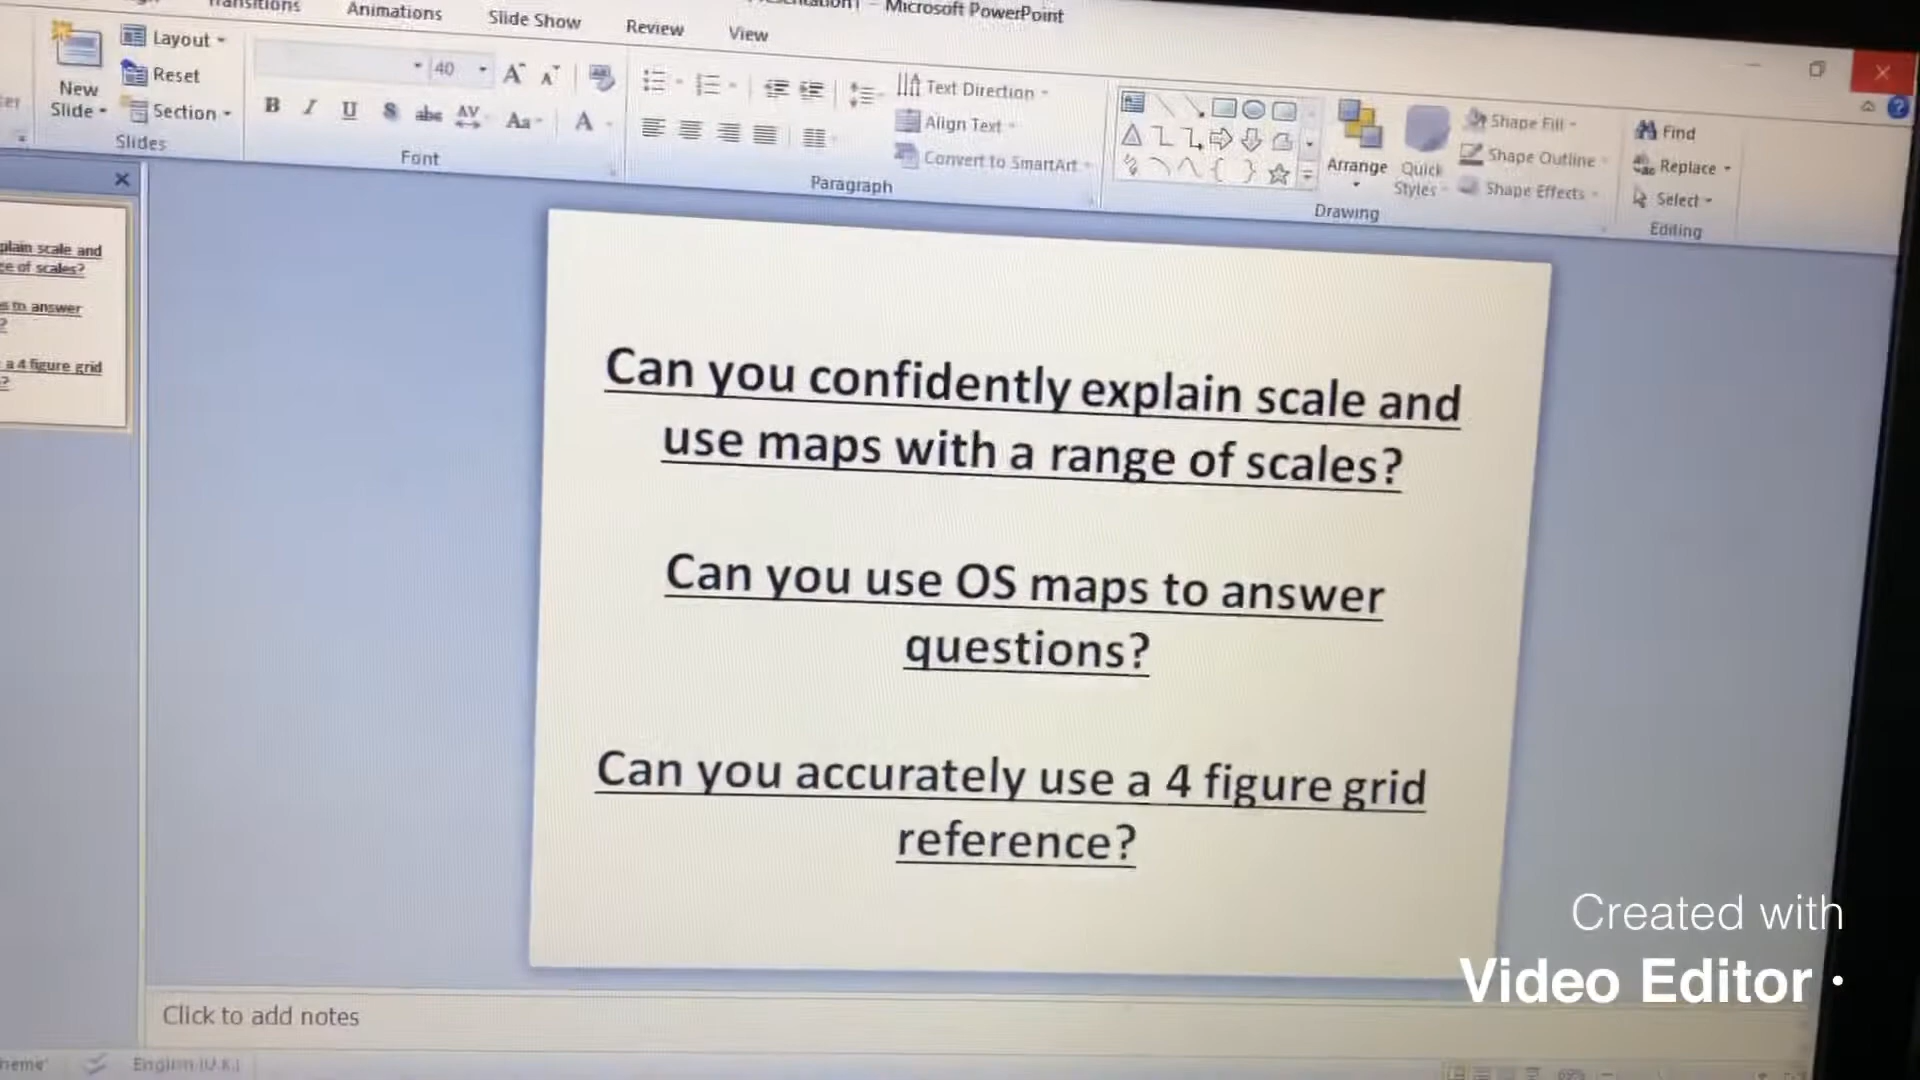 Transitions Animations Slide Show Review View
Microsoft PowerPoint
New Slide
Layout
Reset
Section
Slides
40
B I U S abc AV Aa A
Font
Text Direction
Align Text
Convert to SmartArt
Paragraph
Arrange
Quick Styles
Shape Fill
Shape Outline
Shape Effects
Drawing
Find
Replace
Select
Editing
plain scale and
ce of scales?
s to answer
?
a 4 figure grid
?
Can you confidently explain scale and
use maps with a range of scales?
Can you use OS maps to answer
questions?
Can you accurately use a 4 figure grid
reference?
Created with
Video Editor
Click to add notes
English (U.K.)
69%